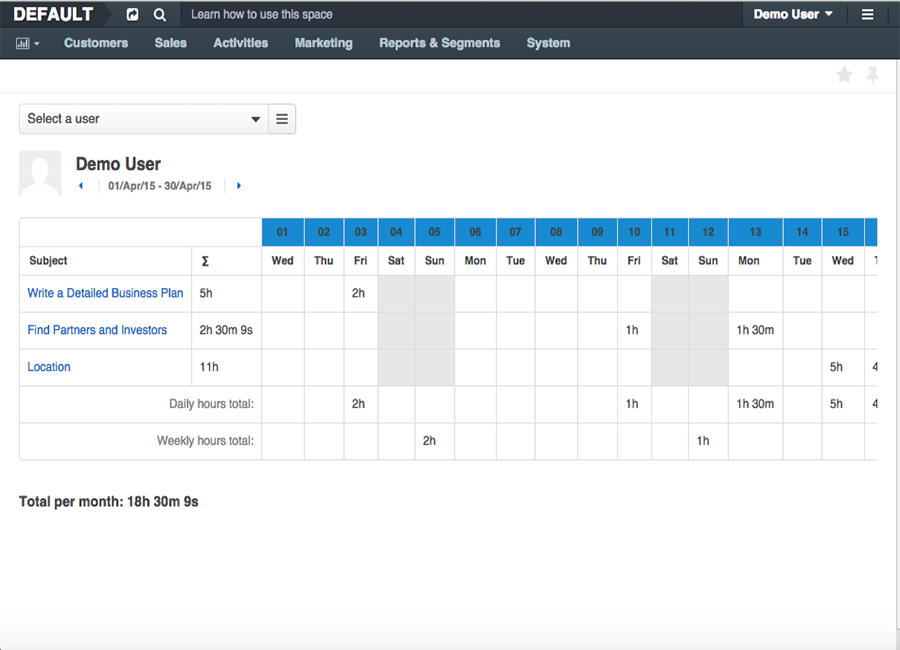 DEFAULT Learn how to use this space Demo User
Customers Sales Activities Marketing Reports & Segments System
Select a user
Demo User
01/Apr/15 - 30/Apr/15
01 02 03 04 05 06 07 08 09 10 11 12 13 14 15
Subject Σ Wed Thu Fri Sat Sun Mon Tue Wed Thu Fri Sat Sun Mon Tue Wed T
Write a Detailed Business Plan 5h 2h
Find Partners and Investors 2h 30m 9s 1h 1h 30m
Location 11h 5h 4
Daily hours total: 2h 1h 1h 30m 5h 4
Weekly hours total: 2h 1h
Total per month: 18h 30m 9s